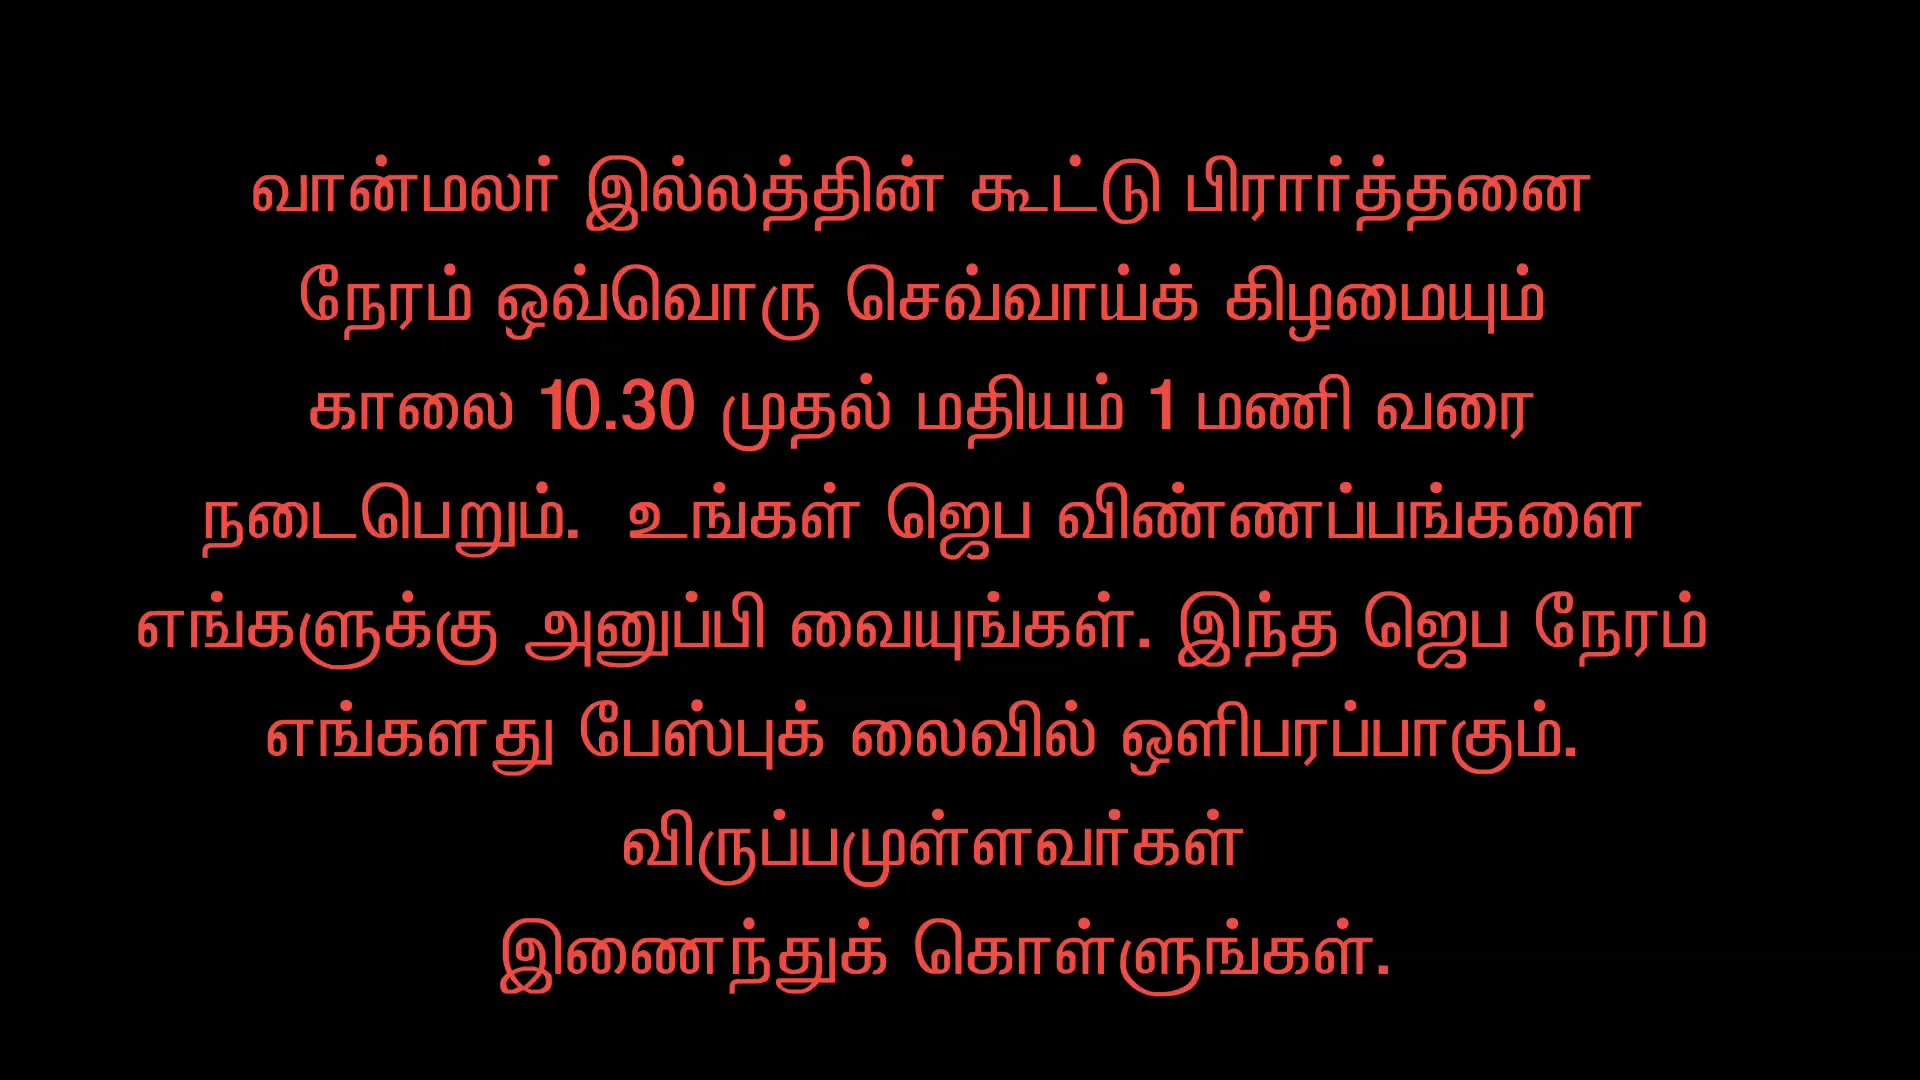 வான்மலர் இல்லத்தின் கூட்டு பிரார்த்தனை
நேரம் ஒவ்வொரு செவ்வாய்க் கிழமையும்
காலை 10.30 முதல் மதியம் 1 மணி வரை
நடைபெறும். உங்கள் ஜெப விண்ணப்பங்களை
எங்களுக்கு அனுப்பி வையுங்கள். இந்த ஜெப நேரம்
எங்களது பேஸ்புக் லைவில் ஒளிபரப்பாகும்.
விருப்பமுள்ளவர்கள்
இணைந்துக் கொள்ளுங்கள்.